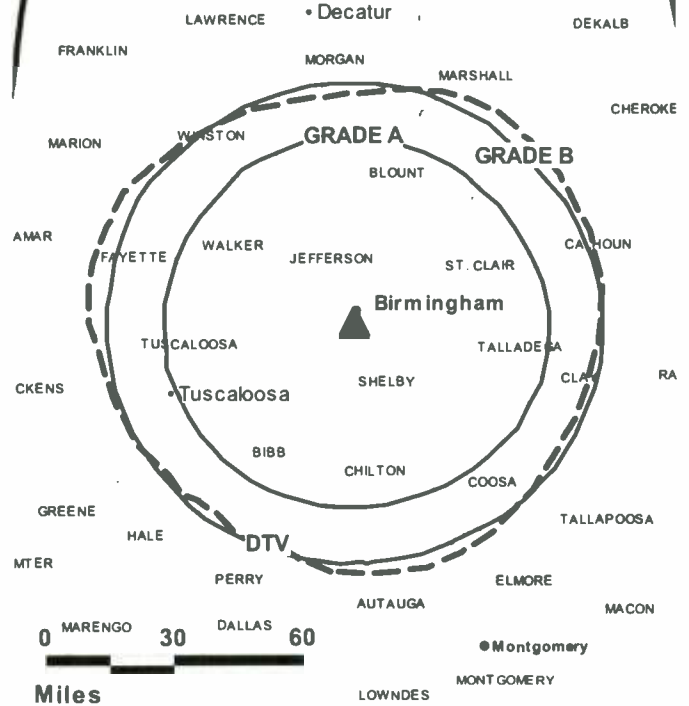 LAWRENCE
• Decatur
DEKALB
FRANKLIN
MORGAN
MARSHALL
CHEROKE
MARION
WINSTON
GRADE A
GRADE B
BLOUNT
AMAR
FAYETTE
WALKER
JEFFERSON
ST. CLAIR
CALHOUN
Birmingham
TUSCALOOSA
TALLADEGA
CKENS
Tuscaloosa
SHELBY
CLAY
RA
BIBB
CHILTON
COOSA
GREENE
HALE
DTV
TALLAPOOSA
MTER
PERRY
ELMORE
AUTAUGA
MACON
0 30 60
MARENGO
DALLAS
Montgomery
Miles
LOWNDES
MONTGOMERY